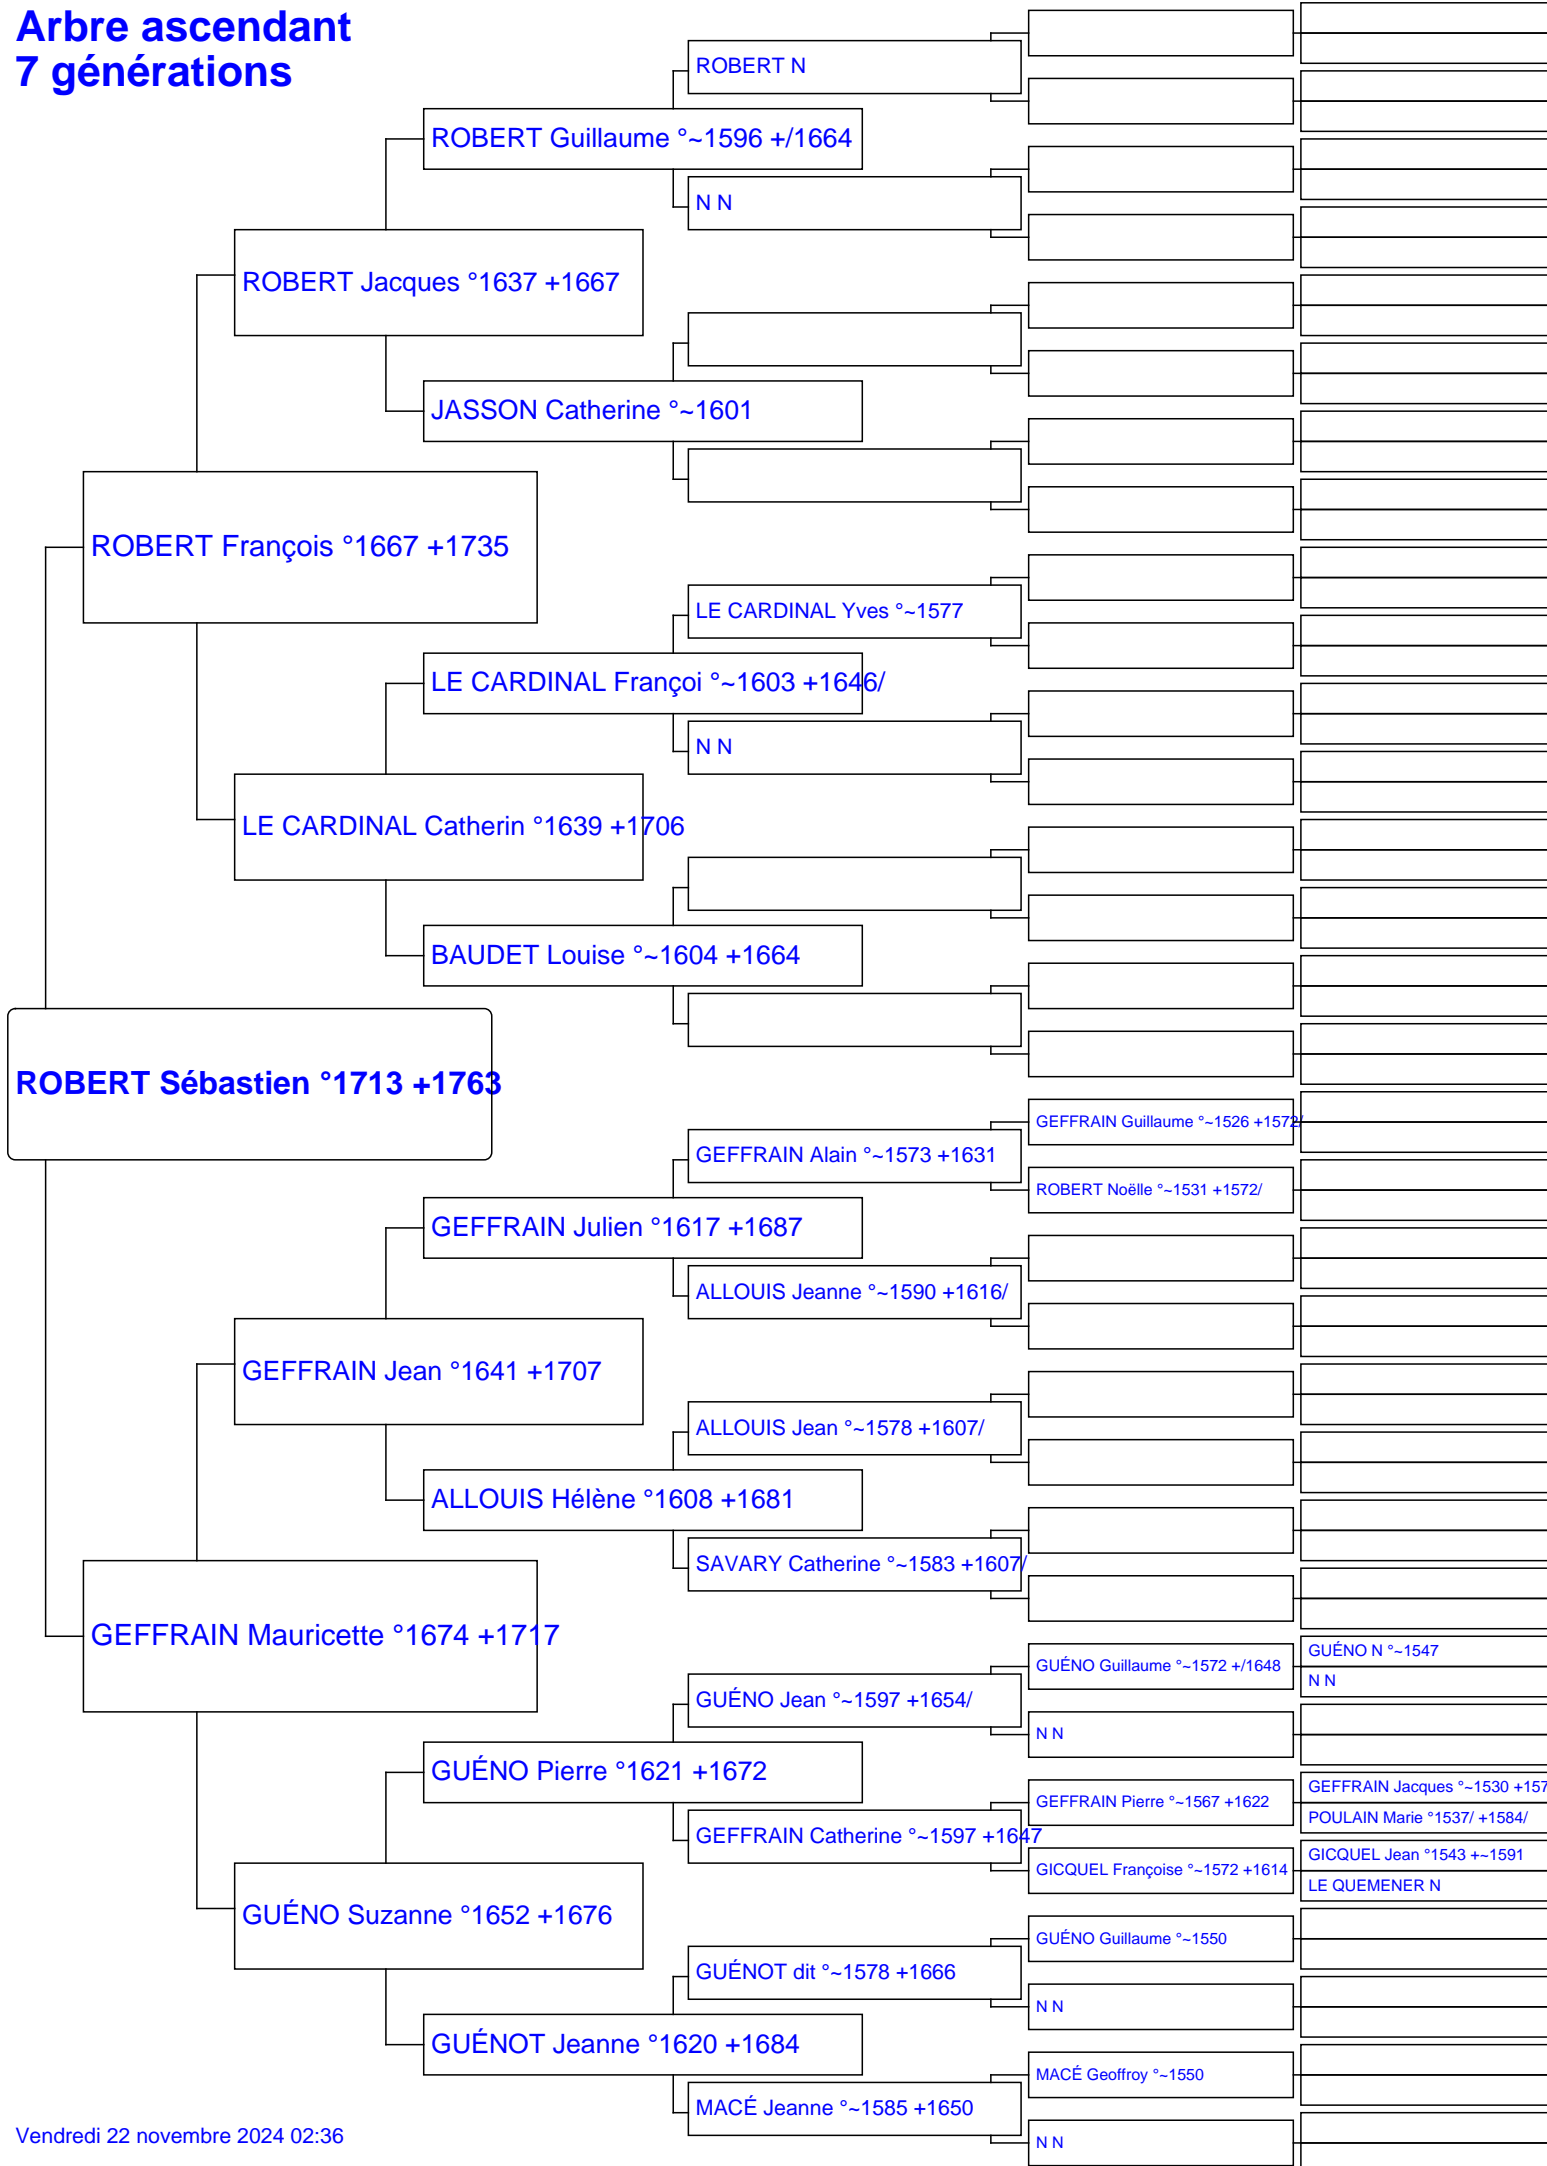 Arbre ascendant
7 générations
ROBERT N
ROBERT Guillaume °~1596 +/1664
N N
ROBERT Jacques °1637 +1667
JASSON Catherine °~1601
ROBERT François °1667 +1735
LE CARDINAL Yves °~1577
LE CARDINAL Françoi °~1603 +1646/
N N
LE CARDINAL Catherin °1639 +1706
BAUDET Louise °~1604 +1664
ROBERT Sébastien °1713 +1763
GEFFRAIN Guillaume °~1526 +1572/
GEFFRAIN Alain °~1573 +1631
ROBERT Noëlle °~1531 +1572/
GEFFRAIN Julien °1617 +1687
ALLOUIS Jeanne °~1590 +1616/
GEFFRAIN Jean °1641 +1707
ALLOUIS Jean °~1578 +1607/
ALLOUIS Hélène °1608 +1681
SAVARY Catherine °~1583 +1607/
GEFFRAIN Mauricette °1674 +1717
GUÉNO N °~1547
GUÉNO Guillaume °~1572 +/1648
N N
GUÉNO Jean °~1597 +1654/
N N
GUÉNO Pierre °1621 +1672
GEFFRAIN Jacques °~1530 +157
GEFFRAIN Pierre °~1567 +1622
POULAIN Marie °1537/ +1584/
GEFFRAIN Catherine °~1597 +1647
GICQUEL Jean °1543 +~1591
GICQUEL Françoise °~1572 +1614
LE QUEMENER N
GUÉNO Suzanne °1652 +1676
GUÉNO Guillaume °~1550
GUÉNOT dit °~1578 +1666
N N
GUÉNOT Jeanne °1620 +1684
MACÉ Geoffroy °~1550
MACÉ Jeanne °~1585 +1650
N N
Vendredi 22 novembre 2024 02:36